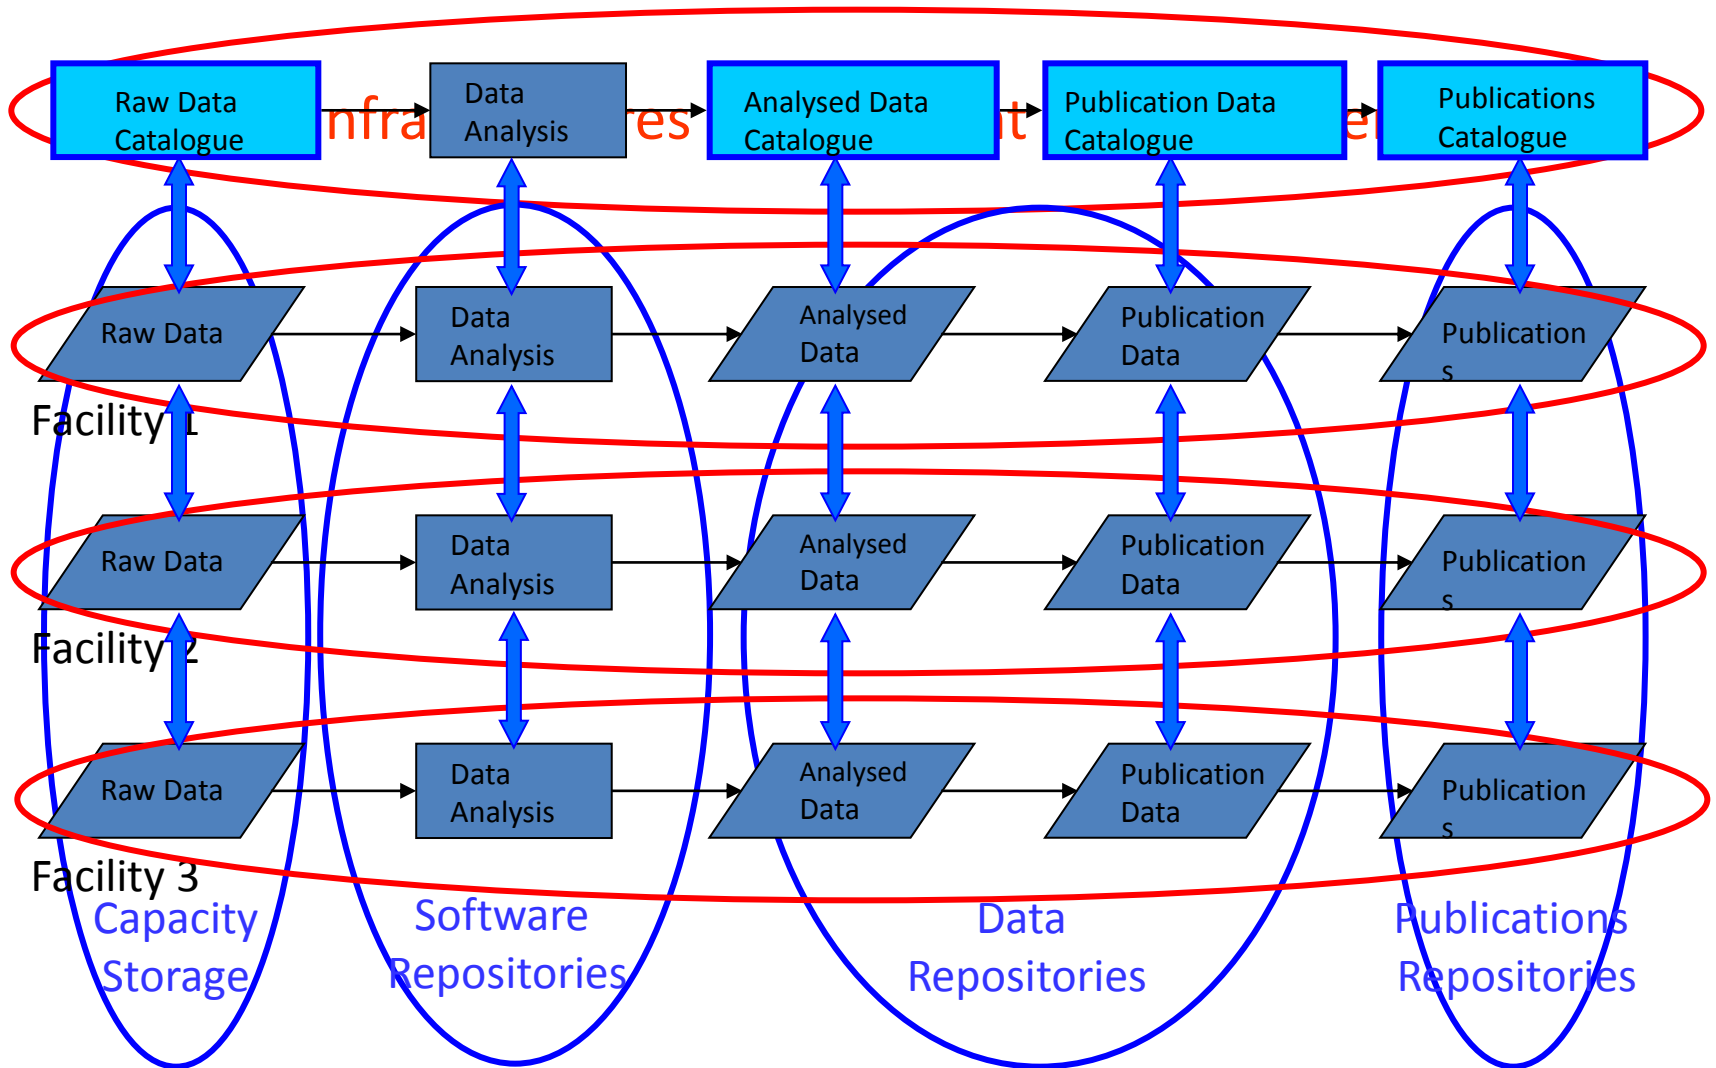 Raw Data
Catalogue
Data
Analysis
Analysed Data
Catalogue
Publication Data
Catalogue
Publications
Catalogue
Raw Data
Data
Analysis
Analysed
Data
Publication
Data
Publication
s
Facility 1
Raw Data
Data
Analysis
Analysed
Data
Publication
Data
Publication
s
Facility 2
Raw Data
Data
Analysis
Analysed
Data
Publication
Data
Publication
s
Facility 3
Capacity
Storage
Software
Repositories
Data
Repositories
Publications
Repositories